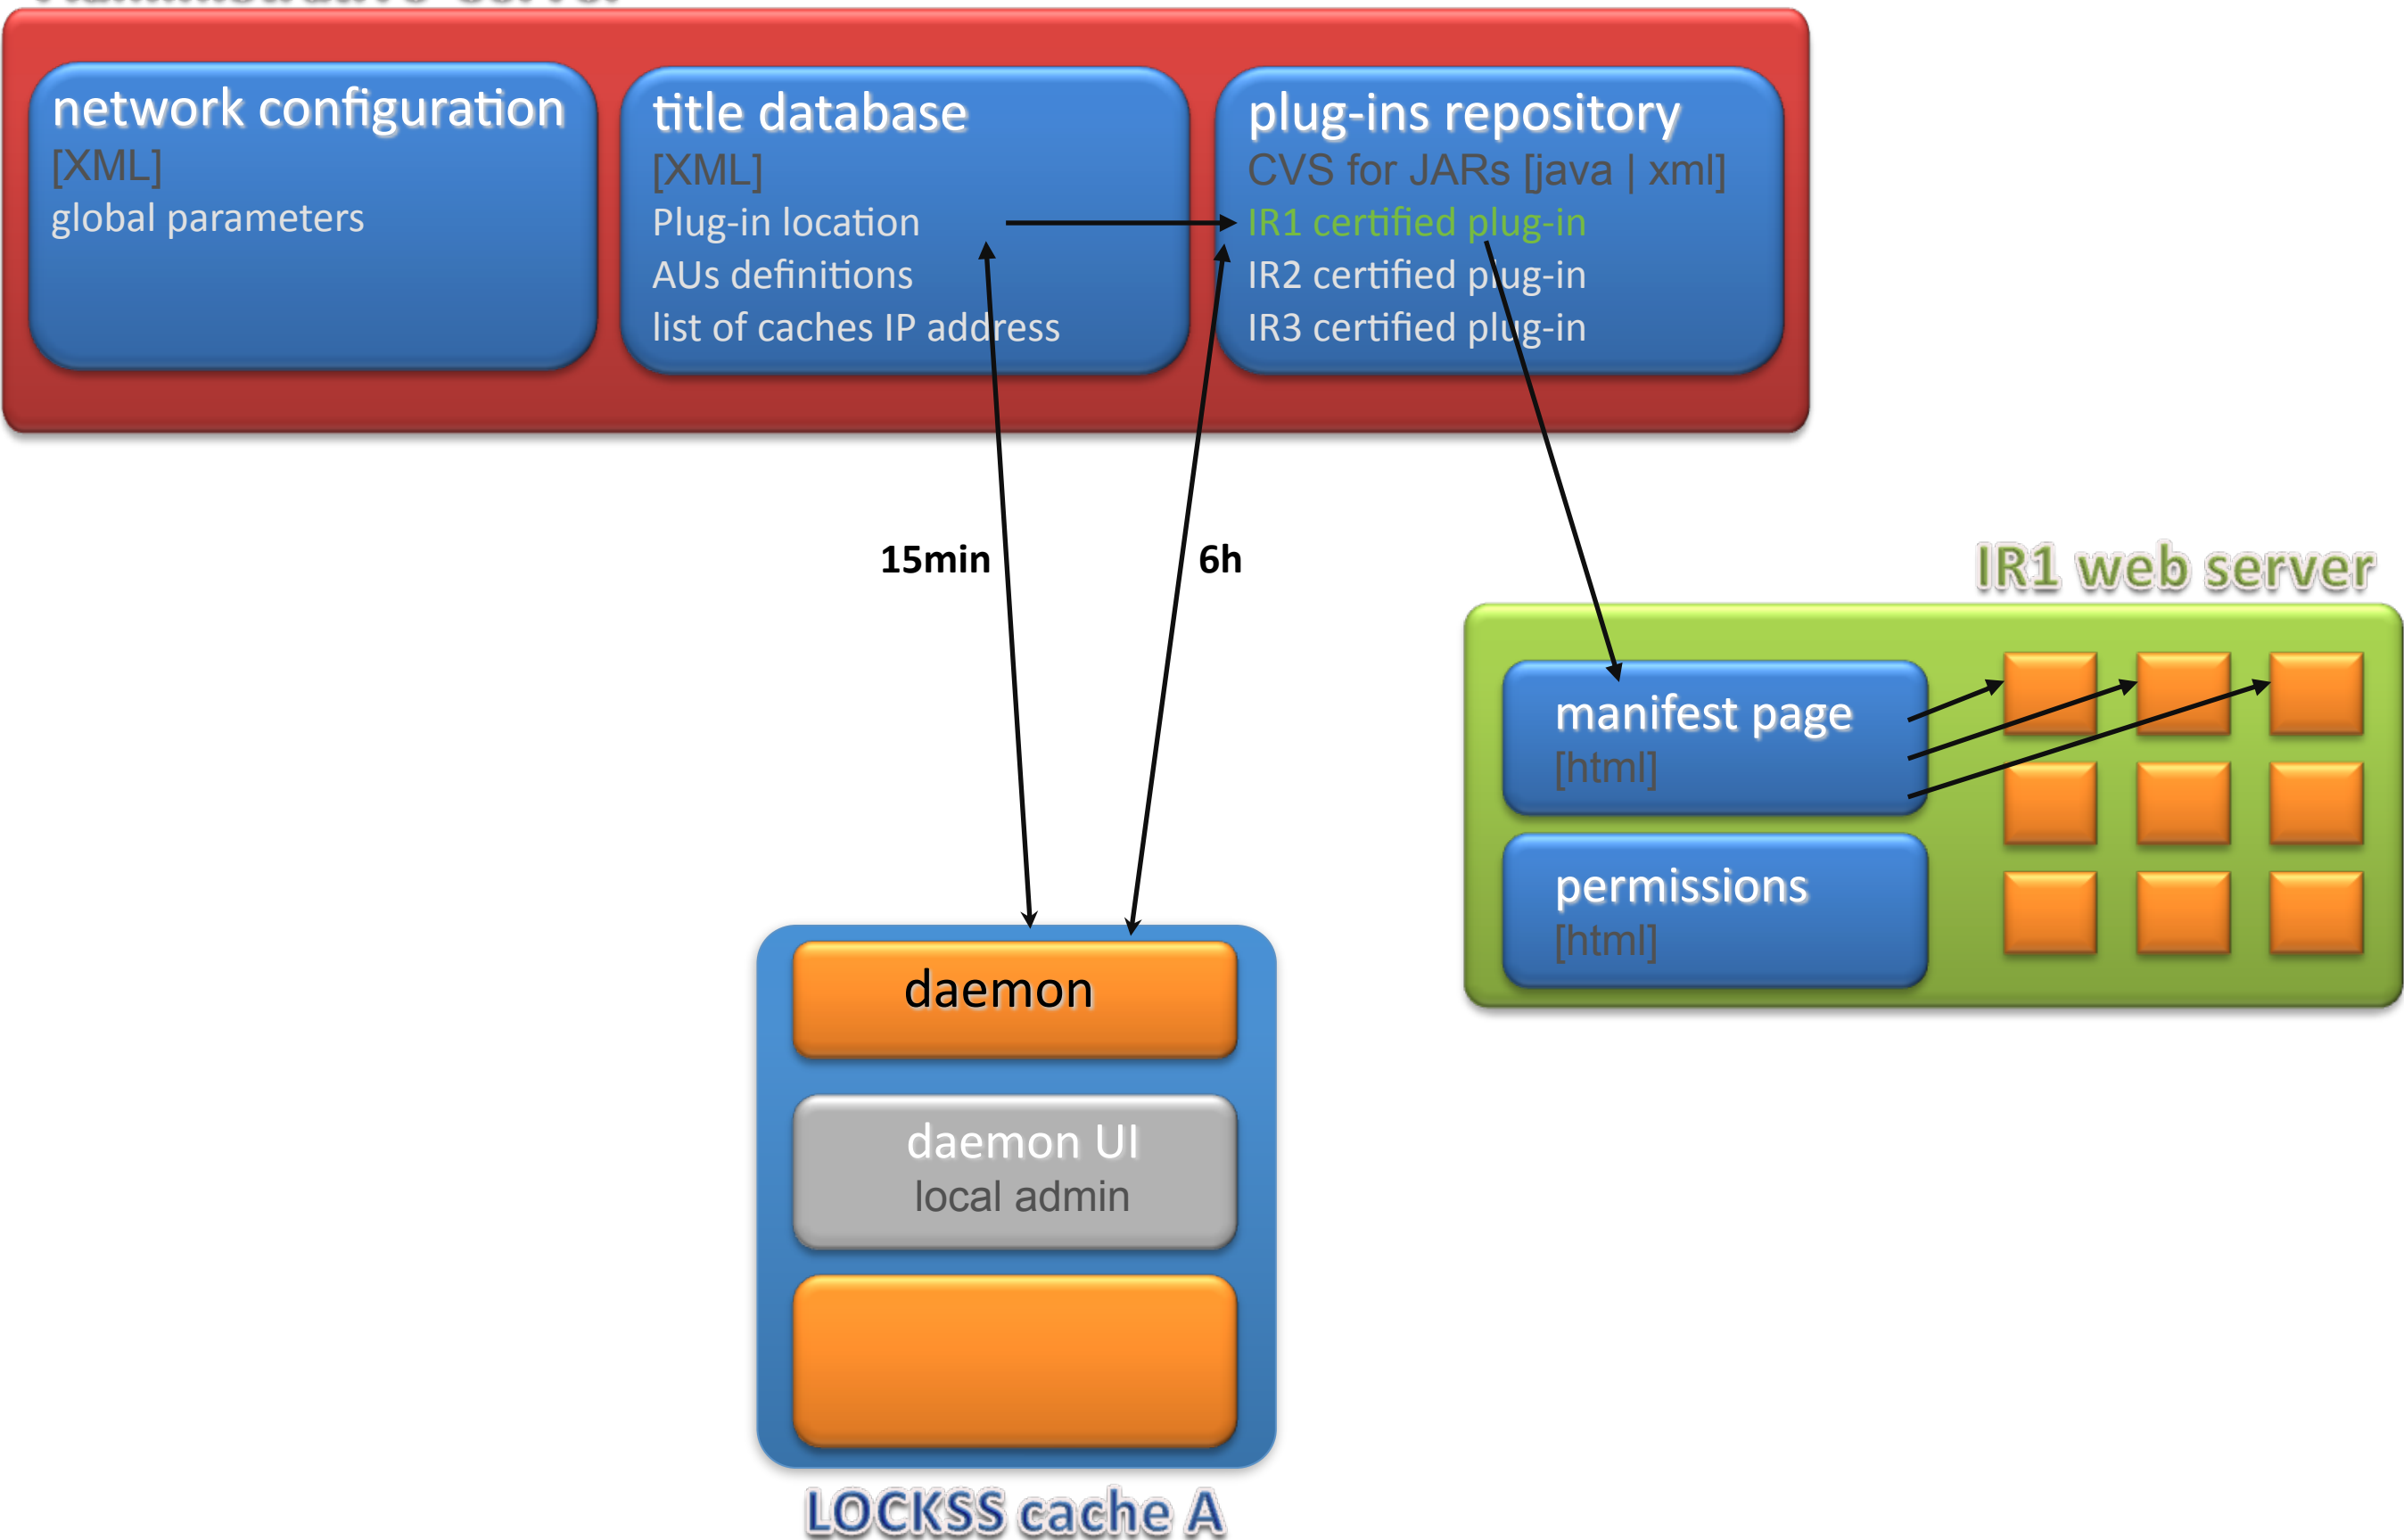 network configuration
[XML]
global parameters
title database
[XML]
Plug-in location
AUs definitions
list of caches IP address
plug-ins repository
CVS for JARs [java | xml]
IR1 certified plug-in
IR2 certified plug-in
IR3 certified plug-in
15min
6h
IR1 web server
manifest page
[html]
permissions
[html]
daemon
daemon UI
local admin
LOCKSS cache A